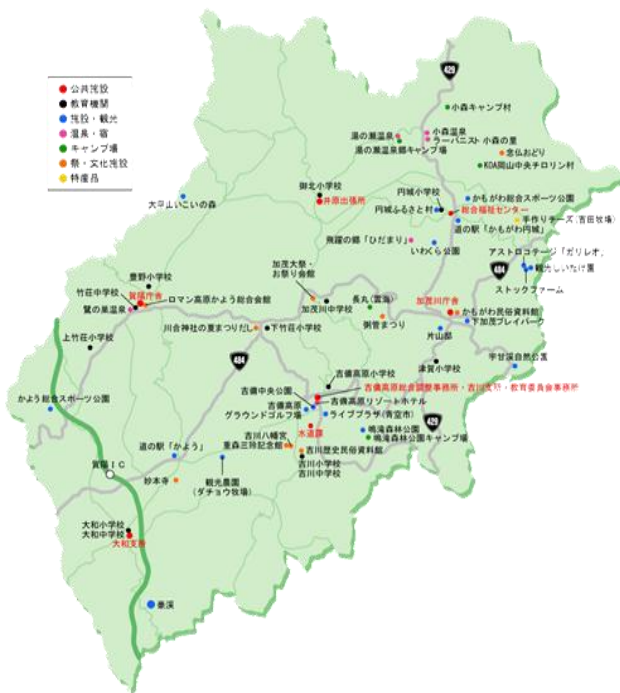 公共施設
教育機関
施設・観光
温泉・宿
キャンプ場
祭・文化施設
特産品
429
小森キャンプ村
小森温泉
ラーバニスト 小森の里
湯の瀬温泉
湯の瀬温泉郷キャンプ場
念仏おどり
KOA岡山中央チロリン村
大平山いこいの森
御北小学校
井原出張所
円城小学校
円城ふるさと村
かもがわ総合スポーツ公園
総合福祉センター
道の駅「かもがわ円城」
手作りチーズ(吉田牧場)
飛躍の郷「ひだまり」
いわくら公園
アストロコテージ「ガリレオ」
484
観光しいたけ園
ストックファーム
豊野小学校
竹荘中学校
賀陽庁舎
ロマン高原かよう総合会館
鷲の巣温泉
加茂大祭・
お祭り会館
加茂川中学校
長丸(雲海)
粥管まつり
加茂川庁舎
かもがわ民俗資料館
下加茂プレイパーク
片山邸
川合神社の夏まつりだし
下竹荘小学校
上竹荘小学校
484
津賀小学校
宇甘渓自然公園
吉備高原小学校
吉備高原総合調整事務所・吉川支所・教育委員会事務所
吉備中央公園
吉備高原リゾートホテル
吉備高原
グラウンドゴルフ場
ライブプラザ(青空市)
かよう総合スポーツ公園
水道課
鳴滝森林公園
鳴滝森林公園キャンプ場
429
吉川八幡宮
重森三玲記念館
吉川歴史民俗資料館
吉川小学校
吉川中学校
道の駅「かよう」
賀陽IC
妙本寺
観光農園
(ダチョウ牧場)
大和小学校
大和中学校
大和支所
豪渓